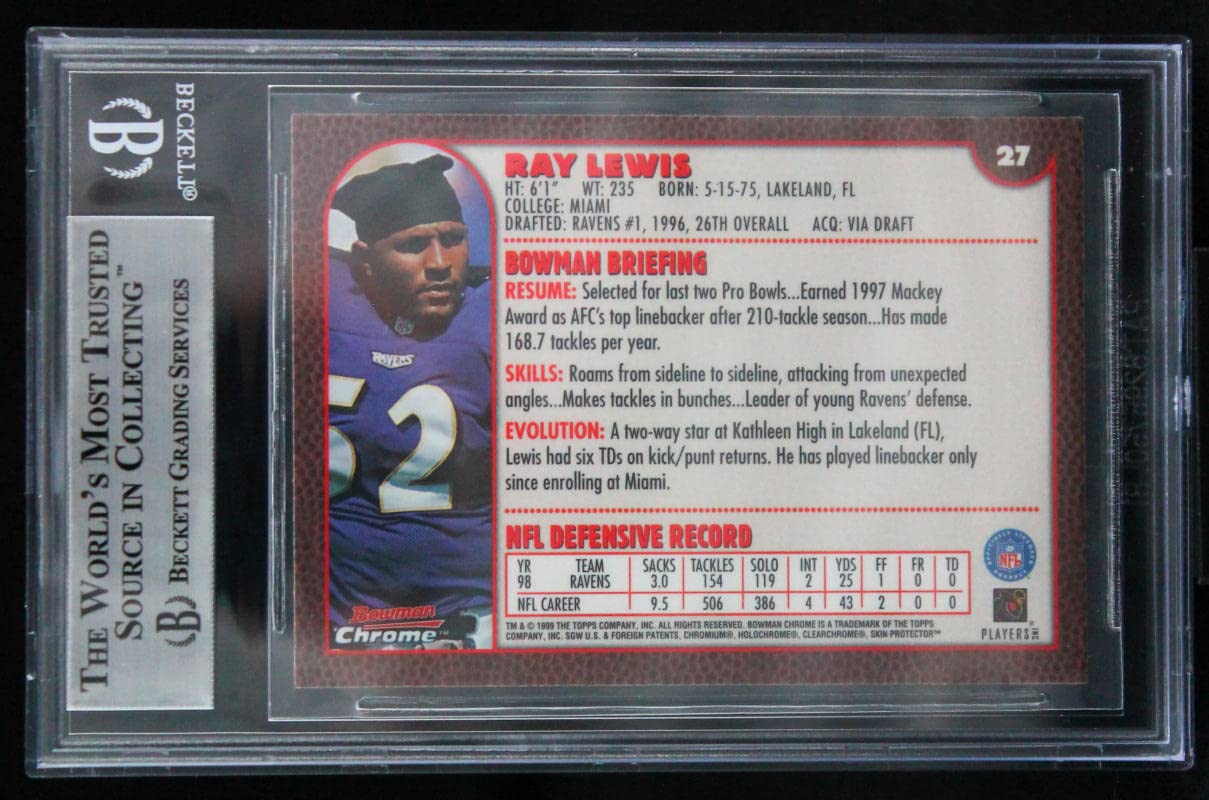 BECKETT®
B
THE WORLD'S MOST TRUSTED
SOURCE IN COLLECTING™
B BECKETT GRADING SERVICES
27
RAY LEWIS
HT: 6'1" WT: 235 BORN: 5-15-75, LAKELAND, FL
COLLEGE: MIAMI
DRAFTED: RAVENS #1, 1996, 26TH OVERALL ACQ: VIA DRAFT
BOWMAN BRIEFING
RESUME: Selected for last two Pro Bowls...Earned 1997 Mackey
Award as AFC's top linebacker after 210-tackle season...Has made
168.7 tackles per year.
SKILLS: Roams from sideline to sideline, attacking from unexpected
angles...Makes tackles in bunches...Leader of young Ravens' defense.
EVOLUTION: A two-way star at Kathleen High in Lakeland (FL),
Lewis had six TDs on kick/punt returns. He has played linebacker only
since enrolling at Miami.
NFL DEFENSIVE RECORD
YR TEAM SACKS TACKLES SOLO INT YDS FF FR TD
98 RAVENS 3.0 154 119 2 25 1 0 0
NFL CAREER 9.5 506 386 4 43 2 0 0
TM & © 1999 THE TOPPS COMPANY, INC. ALL RIGHTS RESERVED. BOWMAN CHROME IS A TRADEMARK OF THE TOPPS
COMPANY, INC. SGW U.S. & FOREIGN PATENTS. CHROMIUM®, HOLOCHROME®, CLEARCHROME®, SKIN PROTECTOR™
RAVENS
52
Bowman
Chrome™
NFL
PLAYERS INC